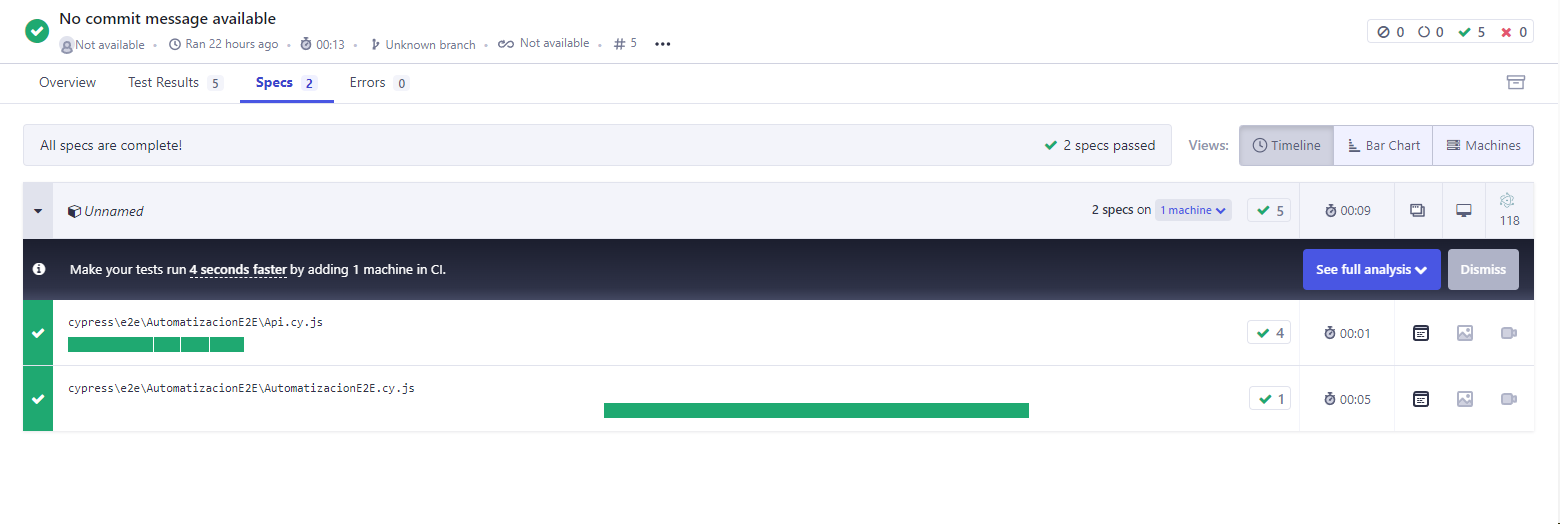 No commit message available
Not available • Ran 22 hours ago • 00:13 • Unknown branch • Not available • # 5 •••
0 0 5 0
Overview Test Results 5 Specs 2 Errors 0
All specs are complete! 2 specs passed Views: Timeline Bar Chart Machines
Unnamed 2 specs on 1 machine 5 00:09 118
Make your tests run 4 seconds faster by adding 1 machine in CI. See full analysis Dismiss
cypress\e2e\AutomatizacionE2E\Api.cy.js 4 00:01
cypress\e2e\AutomatizacionE2E\AutomatizacionE2E.cy.js 1 00:05